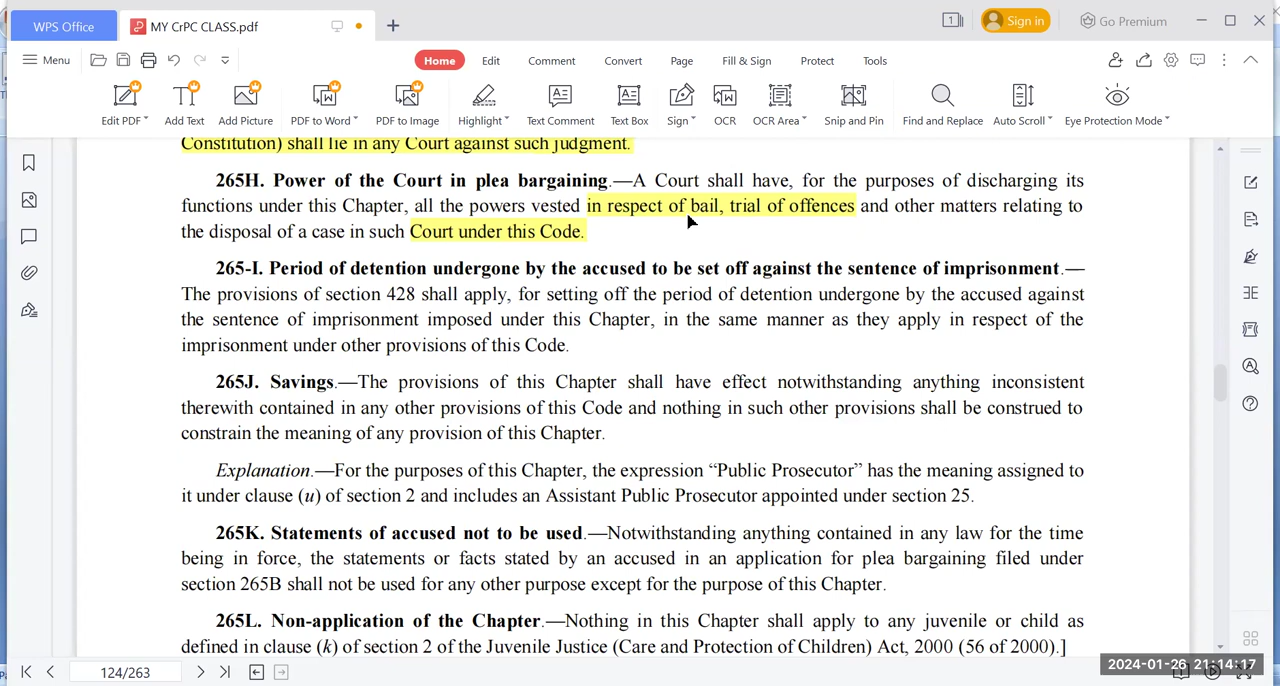 WPS Office
MY CrPC CLASS.pdf
1
Sign in
Go Premium
Menu
Home
Edit
Comment
Convert
Page
Fill & Sign
Protect
Tools
Edit PDF
Add Text
Add Picture
PDF to Word
PDF to Image
Highlight
Text Comment
Text Box
Sign
OCR
OCR Area
Snip and Pin
Find and Replace
Auto Scroll
Eye Protection Mode
Constitution) shall lie in any Court against such judgment.
265H. Power of the Court in plea bargaining.—A Court shall have, for the purposes of discharging its
functions under this Chapter, all the powers vested in respect of bail, trial of offences and other matters relating to
the disposal of a case in such Court under this Code.
265-I. Period of detention undergone by the accused to be set off against the sentence of imprisonment.—
The provisions of section 428 shall apply, for setting off the period of detention undergone by the accused against
the sentence of imprisonment imposed under this Chapter, in the same manner as they apply in respect of the
imprisonment under other provisions of this Code.
265J. Savings.—The provisions of this Chapter shall have effect notwithstanding anything inconsistent
therewith contained in any other provisions of this Code and nothing in such other provisions shall be construed to
constrain the meaning of any provision of this Chapter.
Explanation.—For the purposes of this Chapter, the expression “Public Prosecutor” has the meaning assigned to
it under clause (u) of section 2 and includes an Assistant Public Prosecutor appointed under section 25.
265K. Statements of accused not to be used.—Notwithstanding anything contained in any law for the time
being in force, the statements or facts stated by an accused in an application for plea bargaining filed under
section 265B shall not be used for any other purpose except for the purpose of this Chapter.
265L. Non-application of the Chapter.—Nothing in this Chapter shall apply to any juvenile or child as
defined in clause (k) of section 2 of the Juvenile Justice (Care and Protection of Children) Act, 2000 (56 of 2000).]
124/263
2024-01-26 21:14:17